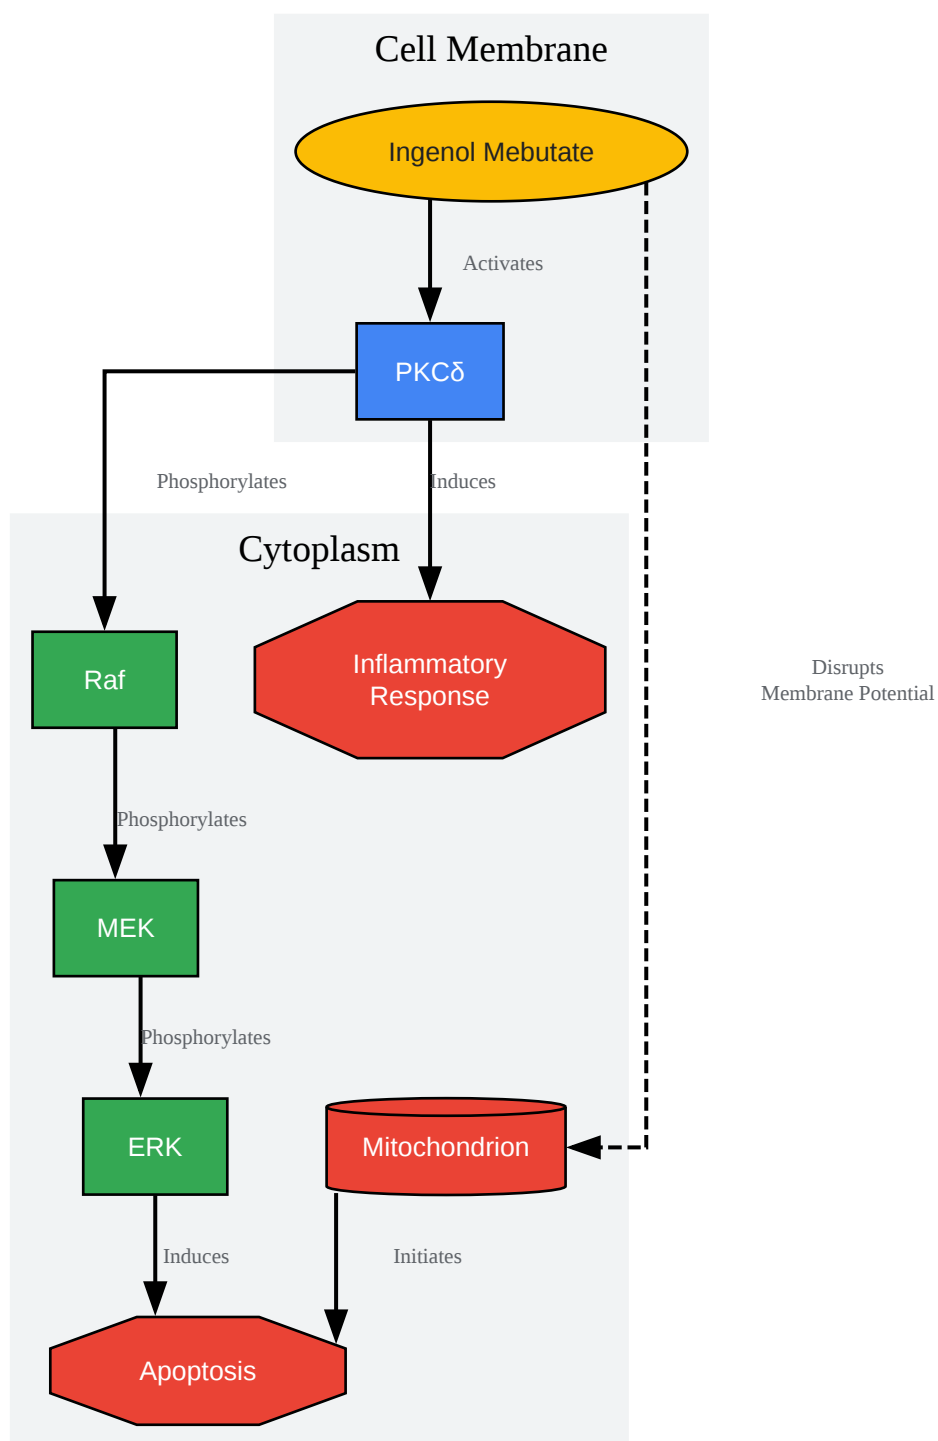 Cell Membrane
Ingenol Mebutate
Activates
PKCδ
Phosphorylates
Induces
Cytoplasm
Inflammatory
Response
Raf
Disrupts
Membrane Potential
Phosphorylates
MEK
Phosphorylates
ERK
Mitochondrion
Induces
Initiates
Apoptosis